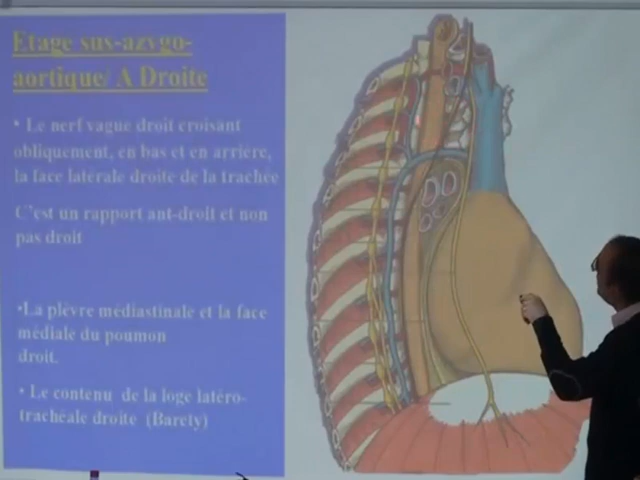 Etage sus-azygo-
aortique/ A Droite
• Le nerf vague droit croisant
obliquement, en bas et en arriere,
la face latérale droite de la trachée
C'est un rapport ant-droit et non
pas droit
•La plèvre médiastinale et la face
médiale du poumon
droit.
• Le contenu de la loge latéro-
trachéale droite (Barety)